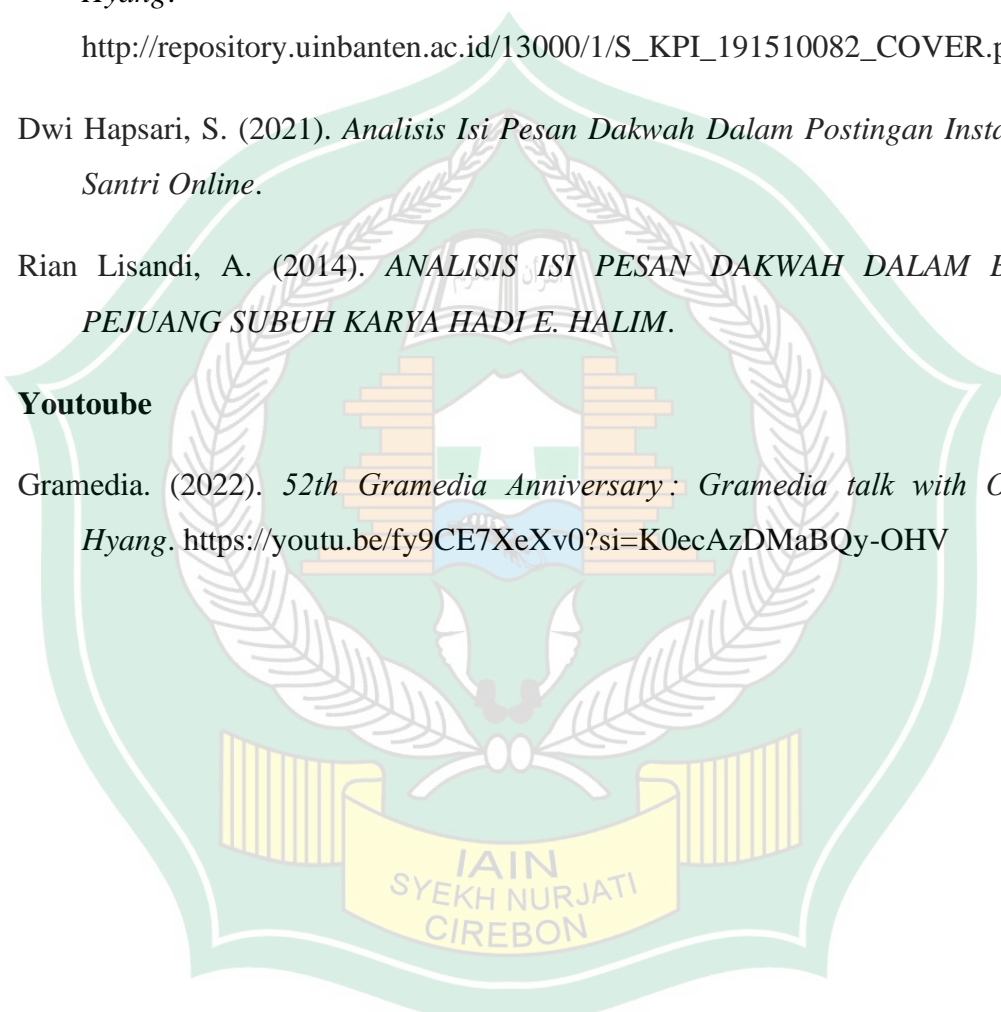 Hyang.
http://repository.uinbanten.ac.id/13000/1/S_KPI_191510082_COVER.p
Dwi Hapsari, S. (2021). Analisis Isi Pesan Dakwah Dalam Postingan Insta
Santri Online.
Rian Lisandi, A. (2014). ANALISIS ISI PESAN DAKWAH DALAM
PEJUANG SUBUH KARYA HADI E. HALIM.
Youtoube
Gramedia. (2022). 52th Gramedia Anniversary : Gramedia talk with
Hyang. https://youtu.be/fy9CE7XeXv0?si=K0ecAzDMaBQy-OHV
IAIN
SYEKH NURJATI
CIREBON